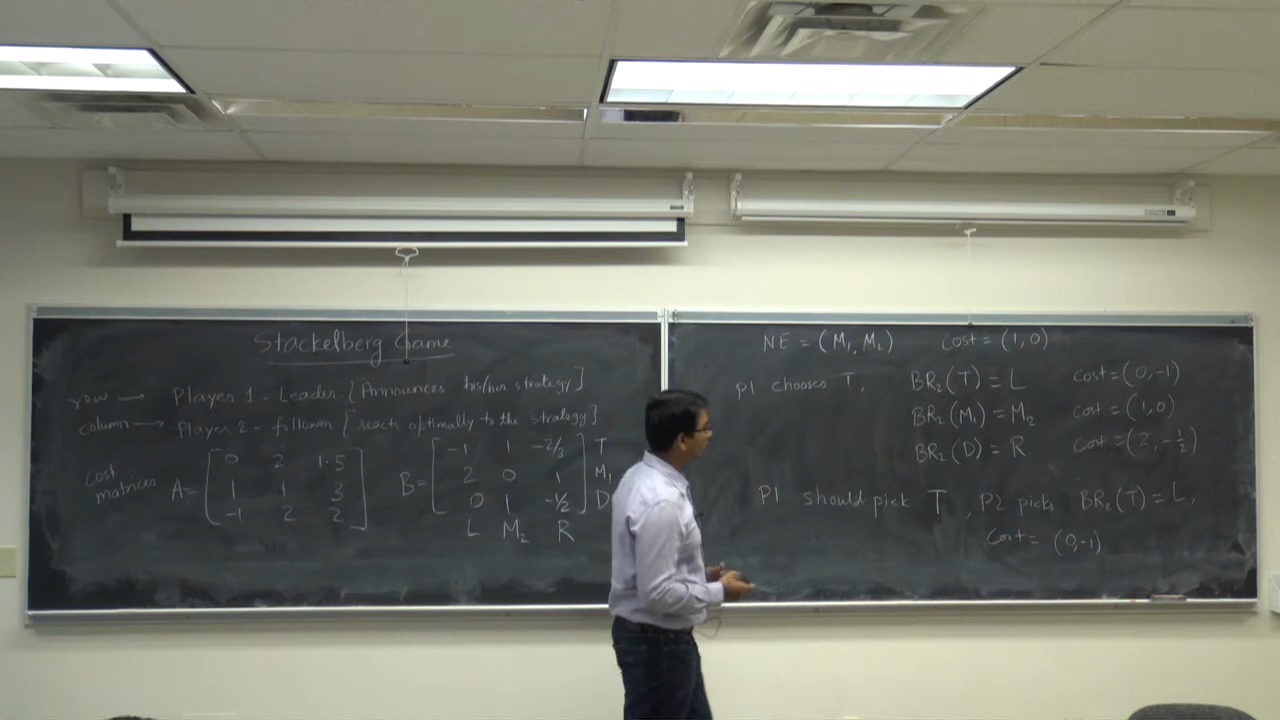 Stackelberg Game
row → Player 1 - Leader [Announces his/her strategy]
column → Player 2 - follower [react optimally to the strategy]
cost matrices A = [0 2 1.5
1 1 3
-1 2 2]
B = [-1 1 -2/3
2 0 1
0 1 -1/2]
T
M₁
D
L M₂ R
NE = (M₁, M₂) cost = (1, 0)
P1 chooses T, BR₂(T) = L cost = (0, -1)
BR₂(M₁) = M₂ cost = (1, 0)
BR₂(D) = R cost = (2, -1/2)
P1 should pick T, P2 picks BR₂(T) = L,
cost = (0, -1)